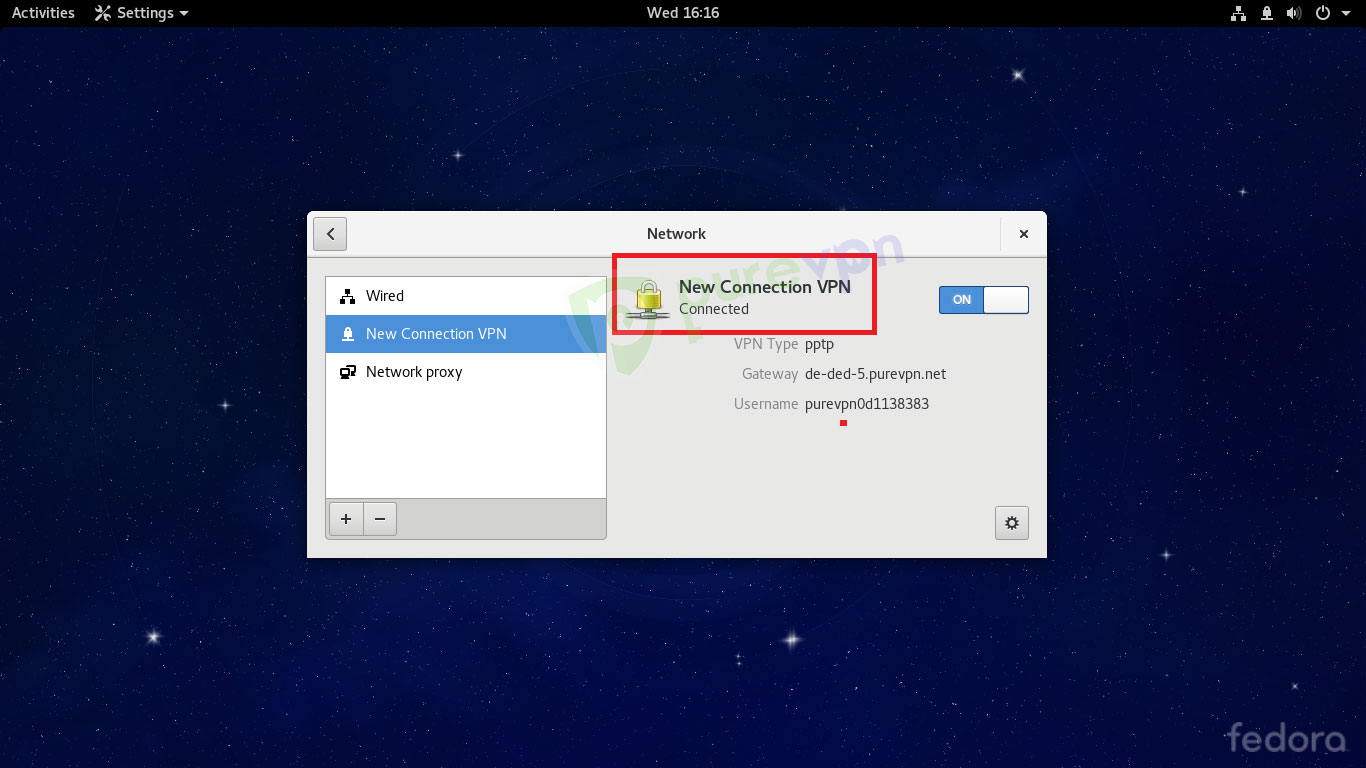 Activities Settings Wed 16:16
Network
purevpn
Wired
New Connection VPN
Network proxy
New Connection VPN
Connected
ON
VPN Type pptp
Gateway de-ded-5.purevpn.net
Username purevpn0d1138383
fedora